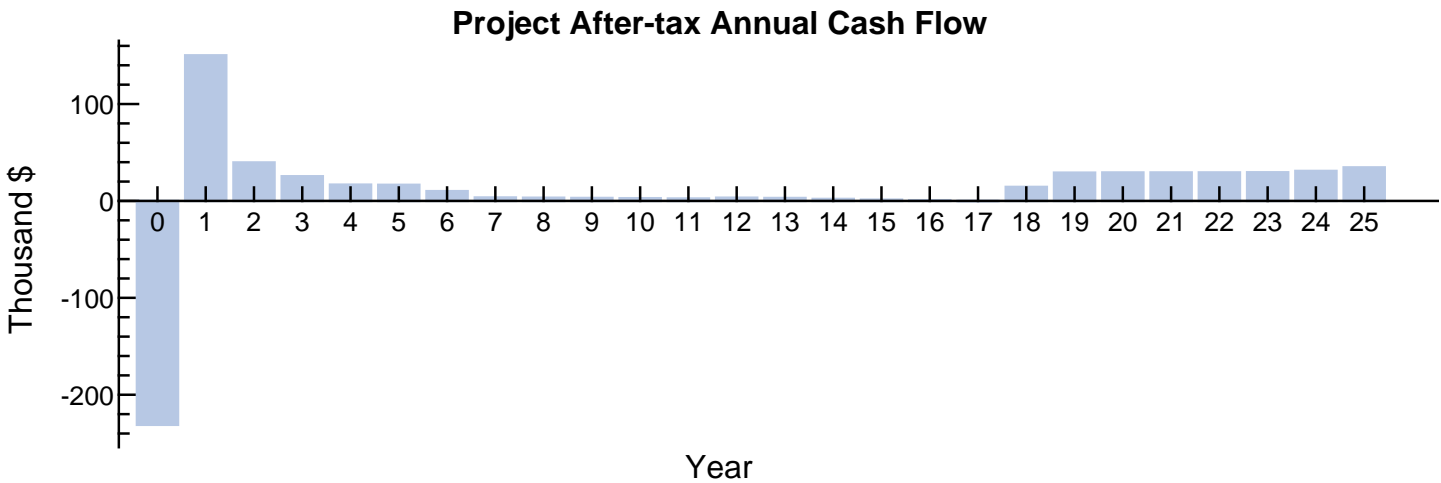 Project After-tax Annual Cash Flow
Thousand $
100
0
-100
-200
0 1 2 3 4 5 6 7 8 9 10 11 12 13 14 15 16 17 18 19 20 21 22 23 24 25
Year